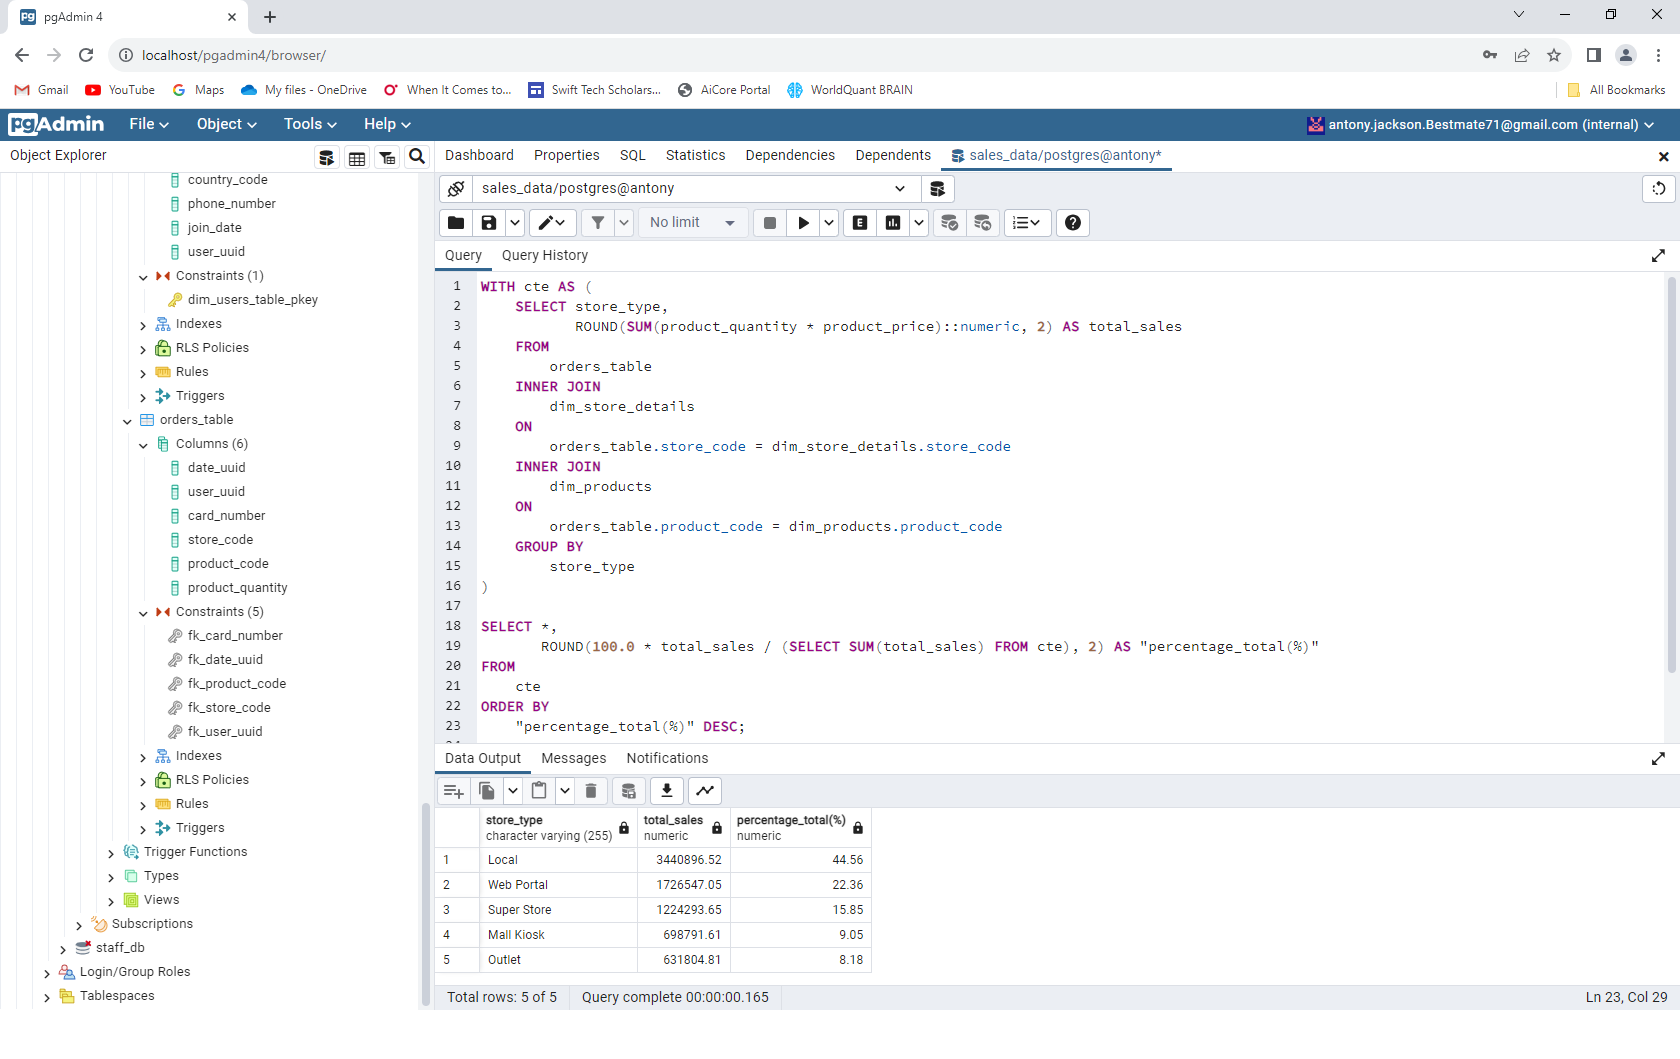 pgAdmin 4
localhost/pgadmin4/browser/
Gmail YouTube Maps My files - OneDrive When It Comes to... Swift Tech Scholars... AiCore Portal WorldQuant BRAIN All Bookmarks
pgAdmin File Object Tools Help antony.jackson.Bestmate71@gmail.com (internal)
Object Explorer
country_code
phone_number
join_date
user_uuid
Constraints (1)
dim_users_table_pkey
Indexes
RLS Policies
Rules
Triggers
orders_table
Columns (6)
date_uuid
user_uuid
card_number
store_code
product_code
product_quantity
Constraints (5)
fk_card_number
fk_date_uuid
fk_product_code
fk_store_code
fk_user_uuid
Indexes
RLS Policies
Rules
Triggers
Trigger Functions
Types
Views
Subscriptions
staff_db
Login/Group Roles
Tablespaces
Dashboard Properties SQL Statistics Dependencies Dependents sales_data/postgres@antony*
sales_data/postgres@antony
No limit E
Query Query History
1 WITH cte AS (
2 SELECT store_type,
3 ROUND(SUM(product_quantity * product_price)::numeric, 2) AS total_sales
4 FROM
5 orders_table
6 INNER JOIN
7 dim_store_details
8 ON
9 orders_table.store_code = dim_store_details.store_code
10 INNER JOIN
11 dim_products
12 ON
13 orders_table.product_code = dim_products.product_code
14 GROUP BY
15 store_type
16 )
17
18 SELECT *,
19 ROUND(100.0 * total_sales / (SELECT SUM(total_sales) FROM cte), 2) AS "percentage_total(%)"
20 FROM
21 cte
22 ORDER BY
23 "percentage_total(%)" DESC;
Data Output Messages Notifications
store_type total_sales percentage_total(%)
character varying (255) numeric numeric
1 Local 3440896.52 44.56
2 Web Portal 1726547.05 22.36
3 Super Store 1224293.65 15.85
4 Mall Kiosk 698791.61 9.05
5 Outlet 631804.81 8.18
Total rows: 5 of 5 Query complete 00:00:00.165 Ln 23, Col 29